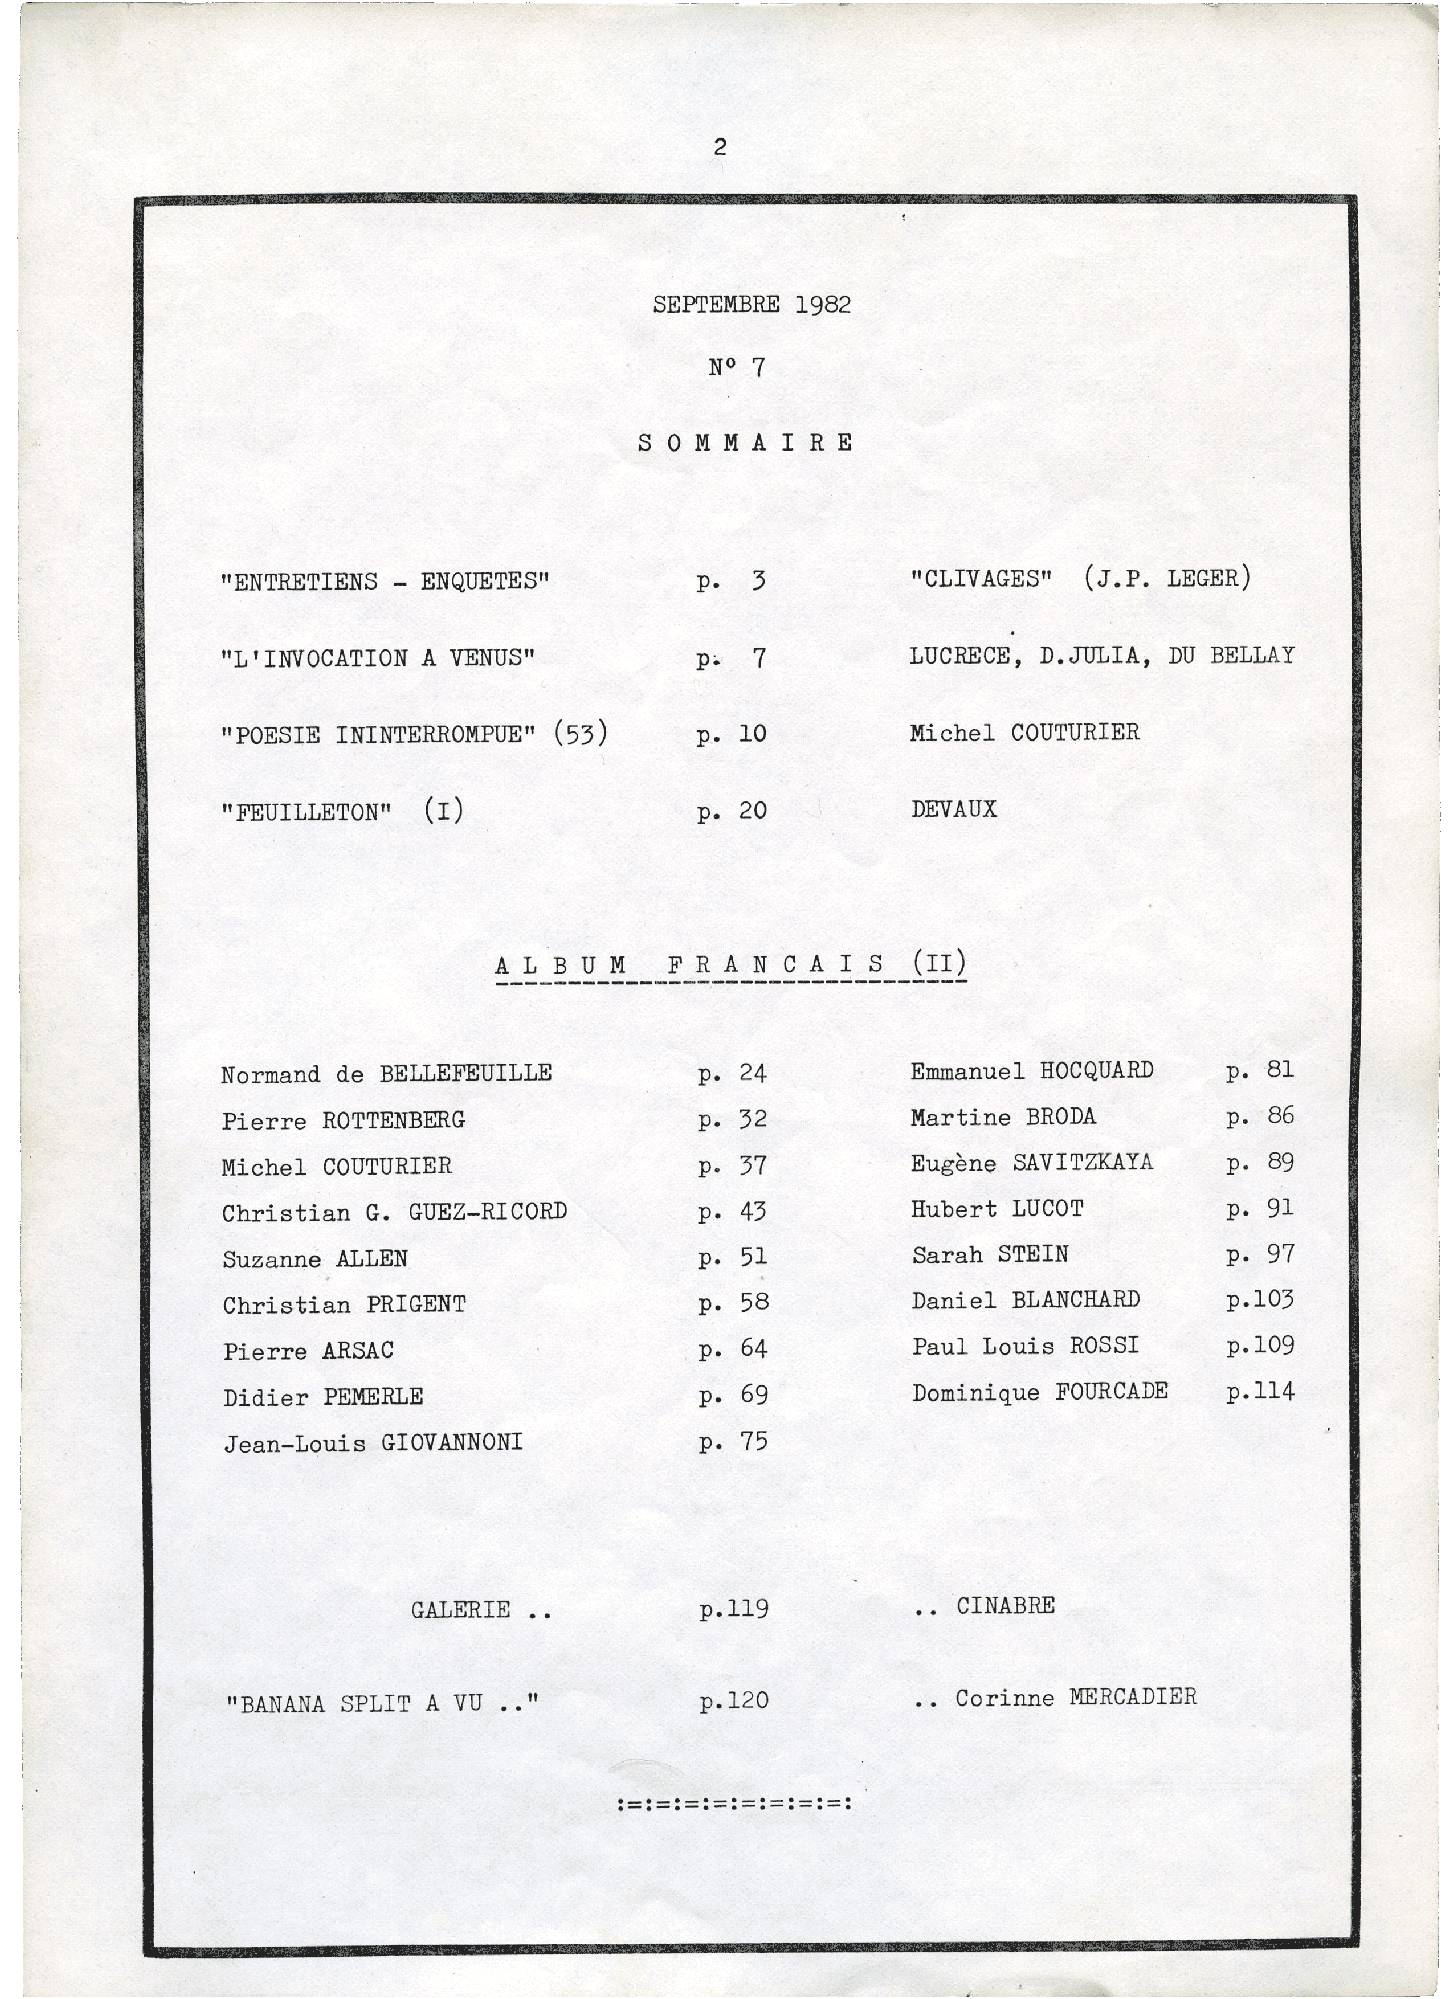 2
SEPTEMBRE 1982
Nº 7
S O M M A I R E
"ENTRETIENS - ENQUETES" p. 3 "CLIVAGES" (J.P. LEGER)
"L'INVOCATION A VENUS" p. 7 LUCRECE, D.JULIA, DU BELLAY
"POESIE ININTERROMPUE" (53) p. 10 Michel COUTURIER
"FEUILLETON" (I) p. 20 DEVAUX
A L B U M F R A N C A I S (II)
Normand de BELLEFEUILLE p. 24 Emmanuel HOCQUARD p. 81
Pierre ROTTENBERG p. 32 Martine BRODA p. 86
Michel COUTURIER p. 37 Eugène SAVITZKAYA p. 89
Christian G. GUEZ-RICORD p. 43 Hubert LUCOT p. 91
Suzanne ALLEN p. 51 Sarah STEIN p. 97
Christian PRIGENT p. 58 Daniel BLANCHARD p.103
Pierre ARSAC p. 64 Paul Louis ROSSI p.109
Didier PEMERLE p. 69 Dominique FOURCADE p.114
Jean-Louis GIOVANNONI p. 75
GALERIE .. p.119 .. CINABRE
"BANANA SPLIT A VU .." p.120 .. Corinne MERCADIER
:=:=:=:=:=:=:=:=: